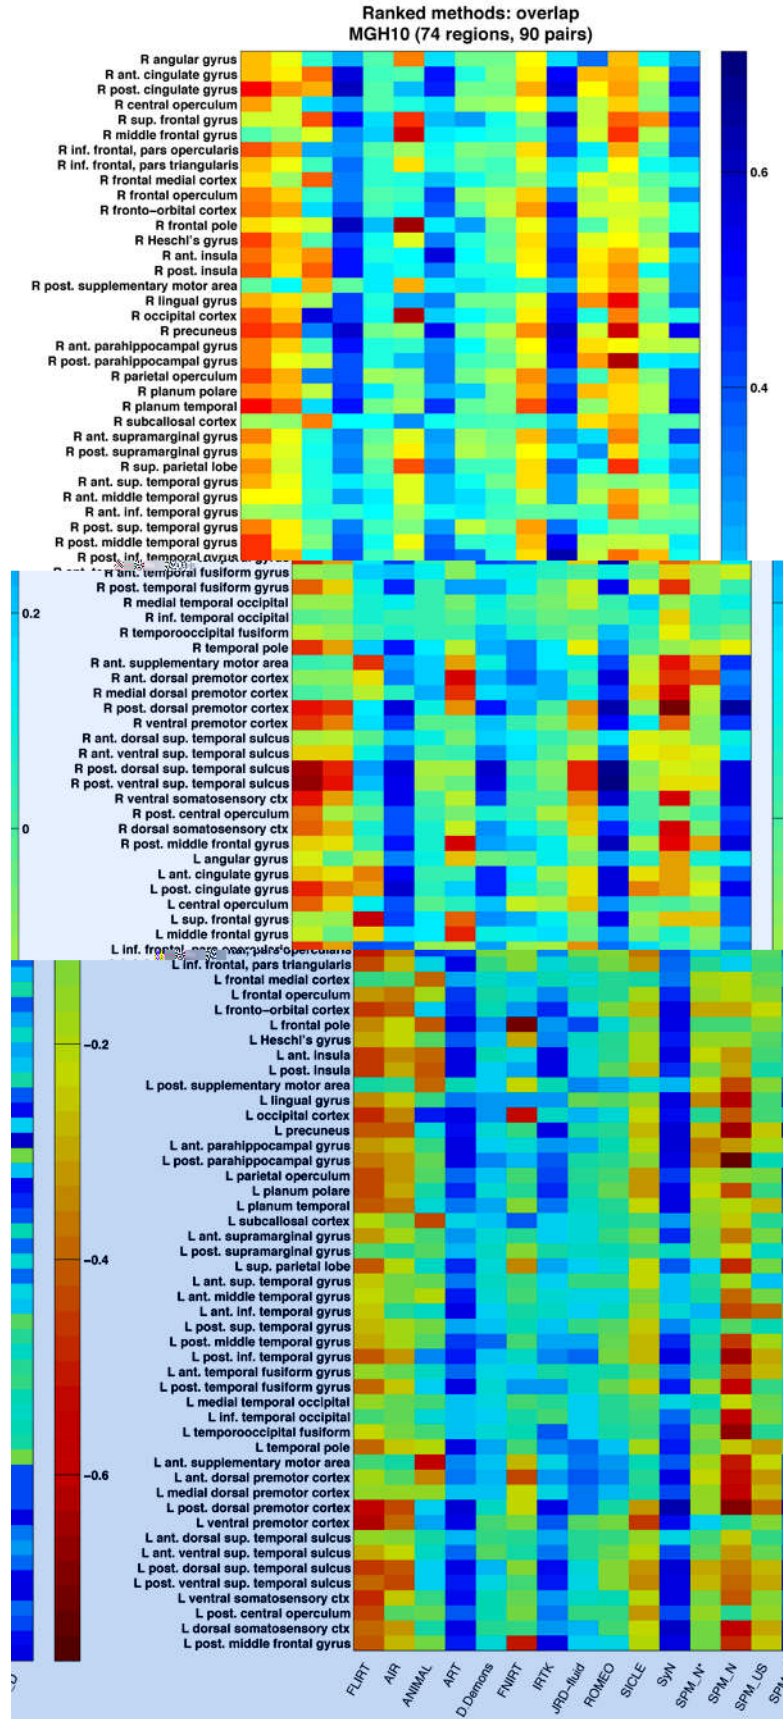 Ranked methods: overlap
MGH10 (74 regions, 90 pairs)
R angular gyrus
R ant. cingulate gyrus
R post. cingulate gyrus
R central operculum
R sup. frontal gyrus
R middle frontal gyrus
R inf. frontal, pars opercularis
R inf. frontal, pars triangularis
R frontal medial cortex
R frontal operculum
R fronto-orbital cortex
R frontal pole
R Heschl's gyrus
R ant. insula
R post. insula
R post. supplementary motor area
R lingual gyrus
R occipital cortex
R precuneus
R ant. parahippocampal gyrus
R post. parahippocampal gyrus
R parietal operculum
R planum polare
R planum temporal
R subcallosal cortex
R ant. supramarginal gyrus
R post. supramarginal gyrus
R sup. parietal lobe
R ant. sup. temporal gyrus
R ant. middle temporal gyrus
R ant. inf. temporal gyrus
R post. sup. temporal gyrus
R post. middle temporal gyrus
R post. inf. temporal gyrus
0.6
0.4
R ant. temporal fusiform gyrus
R post. temporal fusiform gyrus
R medial temporal occipital
R inf. temporal occipital
R temporooccipital fusiform
R temporal pole
R ant. supplementary motor area
R ant. dorsal premotor cortex
R medial dorsal premotor cortex
R post. dorsal premotor cortex
R ventral premotor cortex
R ant. dorsal sup. temporal sulcus
R ant. ventral sup. temporal sulcus
R post. dorsal sup. temporal sulcus
R post. ventral sup. temporal sulcus
R ventral somatosensory ctx
R post. central operculum
R dorsal somatosensory ctx
R post. middle frontal gyrus
L angular gyrus
L ant. cingulate gyrus
L post. cingulate gyrus
L central operculum
L sup. frontal gyrus
L middle frontal gyrus
L inf. frontal, pars opercularis
0.2
0
L inf. frontal, pars triangularis
L frontal medial cortex
L frontal operculum
L fronto-orbital cortex
L frontal pole
L Heschl's gyrus
L ant. insula
L post. insula
L post. supplementary motor area
L lingual gyrus
L occipital cortex
L precuneus
L ant. parahippocampal gyrus
L post. parahippocampal gyrus
L parietal operculum
L planum polare
L planum temporal
L subcallosal cortex
L ant. supramarginal gyrus
L post. supramarginal gyrus
L sup. parietal lobe
L ant. sup. temporal gyrus
L ant. middle temporal gyrus
L ant. inf. temporal gyrus
L post. sup. temporal gyrus
L post. middle temporal gyrus
L post. inf. temporal gyrus
L ant. temporal fusiform gyrus
L post. temporal fusiform gyrus
L medial temporal occipital
L inf. temporal occipital
L temporooccipital fusiform
L temporal pole
L ant. supplementary motor area
L ant. dorsal premotor cortex
L medial dorsal premotor cortex
L post. dorsal premotor cortex
L ventral premotor cortex
L ant. dorsal sup. temporal sulcus
L ant. ventral sup. temporal sulcus
L post. dorsal sup. temporal sulcus
L post. ventral sup. temporal sulcus
L ventral somatosensory ctx
L post. central operculum
L dorsal somatosensory ctx
L post. middle frontal gyrus
-0.2
-0.4
-0.6
FLIRT
AIR
ANIMAL
ART
D.Demons
FNIRT
IRTK
JRD-fluid
ROMEO
SICLE
SyN
SPM_N*
SPM_N
SPM_US
SPM